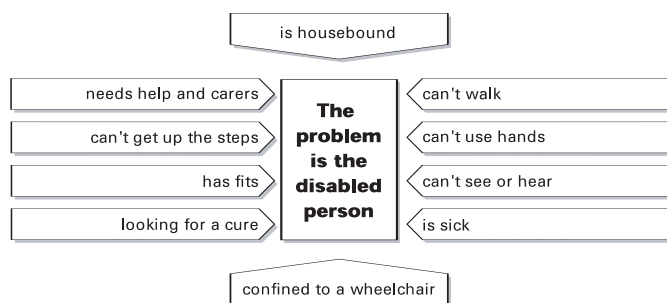 is housebound
needs help and carers
can't get up the steps
has fits
looking for a cure
The
problem
is the
disabled
person
can't walk
can't use hands
can't see or hear
is sick
confined to a wheelchair